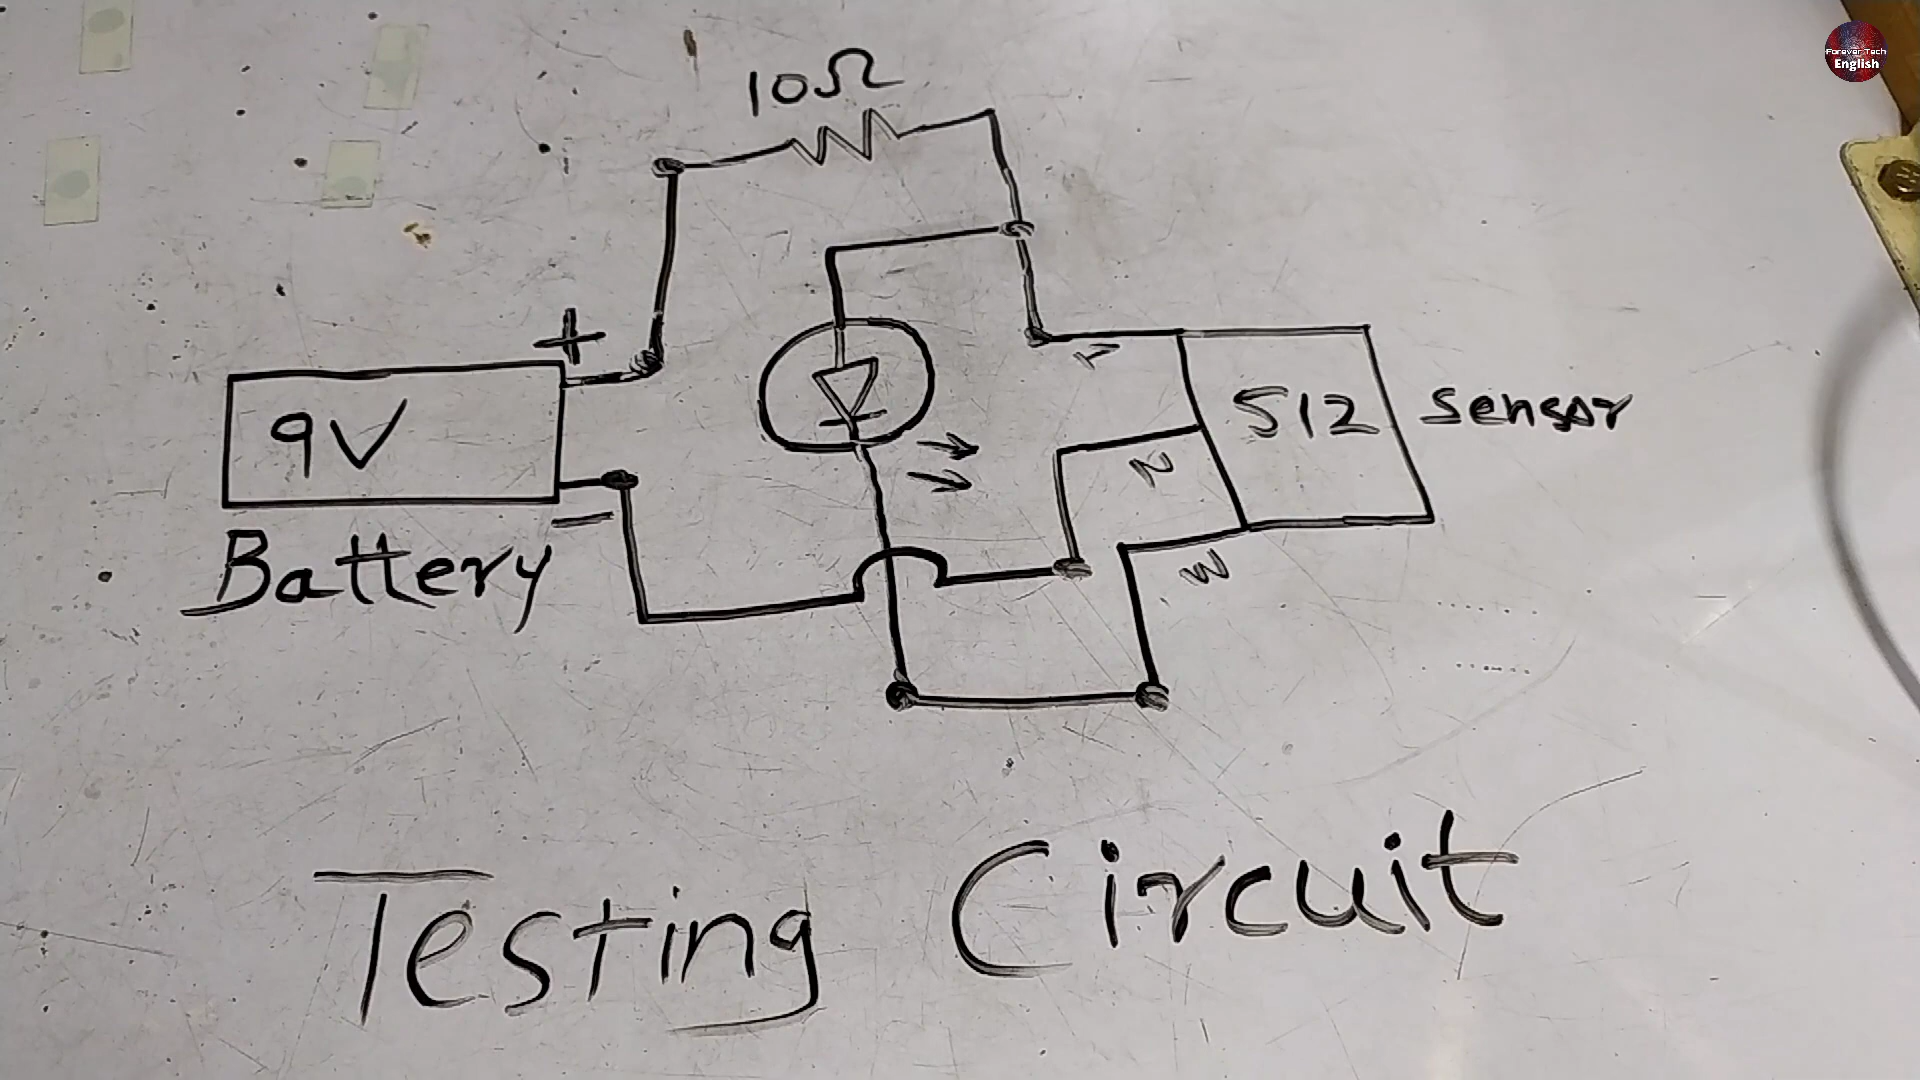 Forever Tech
English
10Ω
+
9V
−
Battery
1
2
3
512
Sensor
Testing Circuit